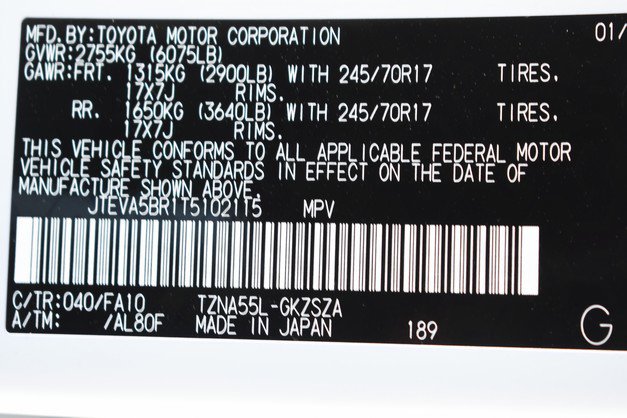 MFD.BY:TOYOTA MOTOR CORPORATION 01/
GVWR:2755KG (6075LB)
GAWR:FRT. 1315KG (2900LB) WITH 245/70R17 TIRES.
17X7J RIMS.
RR. 1650KG (3640LB) WITH 245/70R17 TIRES.
17X7J RIMS.
THIS VEHICLE CONFORMS TO ALL APPLICABLE FEDERAL MOTOR
VEHICLE SAFETY STANDARDS IN EFFECT ON THE DATE OF
MANUFACTURE SHOWN ABOVE.
JTEVA5BR1T5102115 MPV
C/TR:040/FA10 TZNA55L-GKZSZA
A/TM: /AL80F MADE IN JAPAN 189 G